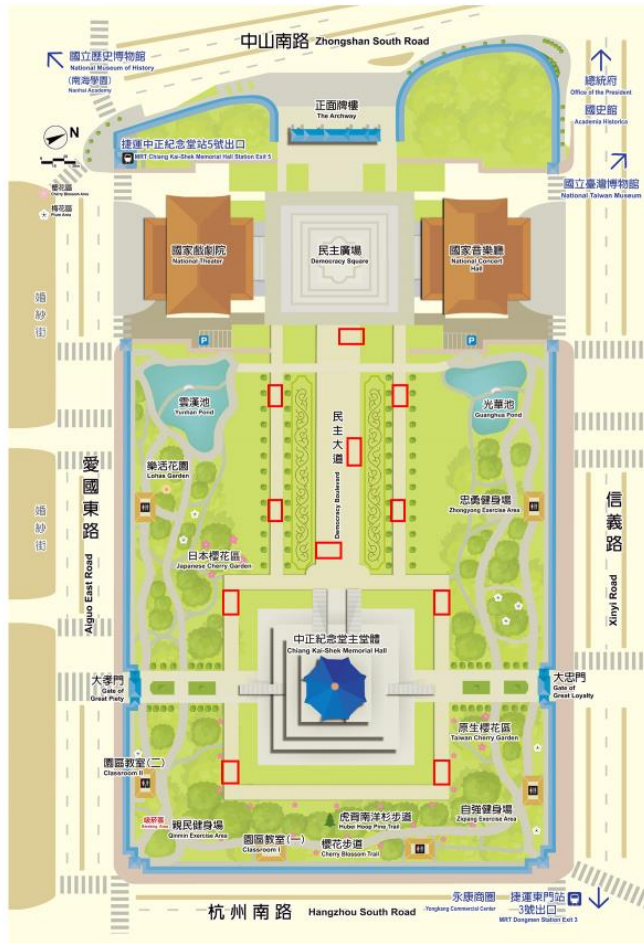 中山南路 Zhongshan South Road
國立歷史博物館
National Museum of History
(南海學園)
Nanhai Academy
總統府
Office of the President
國史館
Academia Historica
正面牌樓
The Archway
N
捷運中正紀念堂站5號出口
MRT Chiang Kai-Shek Memorial Hall Station Exit 5
國立臺灣博物館
National Taiwan Museum
櫻花區
Cherry Blossom Area
梅花區
Plum Area
國家戲劇院
National Theater
民主廣場
Democracy Square
國家音樂廳
National Concert
Hall
婚紗街
P
P
雲漢池
Yunhan Pond
光華池
Guanghua Pond
民主大道
Democracy Boulevard
樂活花園
Lohas Garden
忠勇健身場
Zhongyong Exercise Area
愛國東路
Aiguo East Road
信義路
Xinyi Road
婚紗街
日本櫻花區
Japanese Cherry Garden
中正紀念堂主堂體
Chiang Kai-Shek Memorial Hall
大孝門
Gate of
Great Piety
大忠門
Gate of
Great Loyalty
原生櫻花區
Taiwan Cherry Garden
園區教室(二)
Classroom II
自強健身場
Ziqiang Exercise Area
吸菸區
Smoking Area
親民健身場
Qinmin Exercise Area
虎背南洋杉步道
Hubei Hoop Pine Trail
園區教室(一)
Classroom I
櫻花步道
Cherry Blossom Trail
永康商圈
Yongkang Commercial Center
捷運東門站
3號出口
MRT Dongmen Station Exit 3
杭州南路 Hangzhou South Road